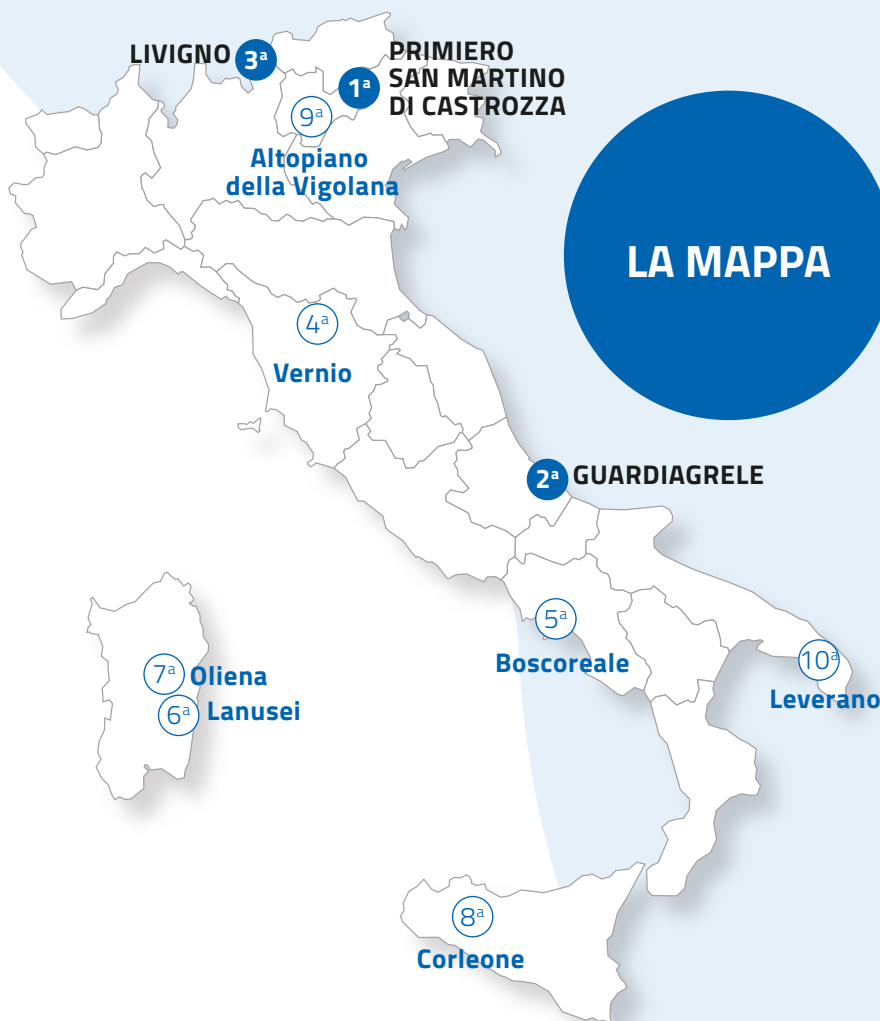 LIVIGNO
3ª
1ª
PRIMIERO
SAN MARTINO
DI CASTROZZA
9ª
Altopiano
della Vigolana
LA MAPPA
4ª
Vernio
2ª
GUARDIAGRELE
5ª
Boscoreale
7ª
Oliena
6ª
Lanusei
10ª
Leverano
8ª
Corleone